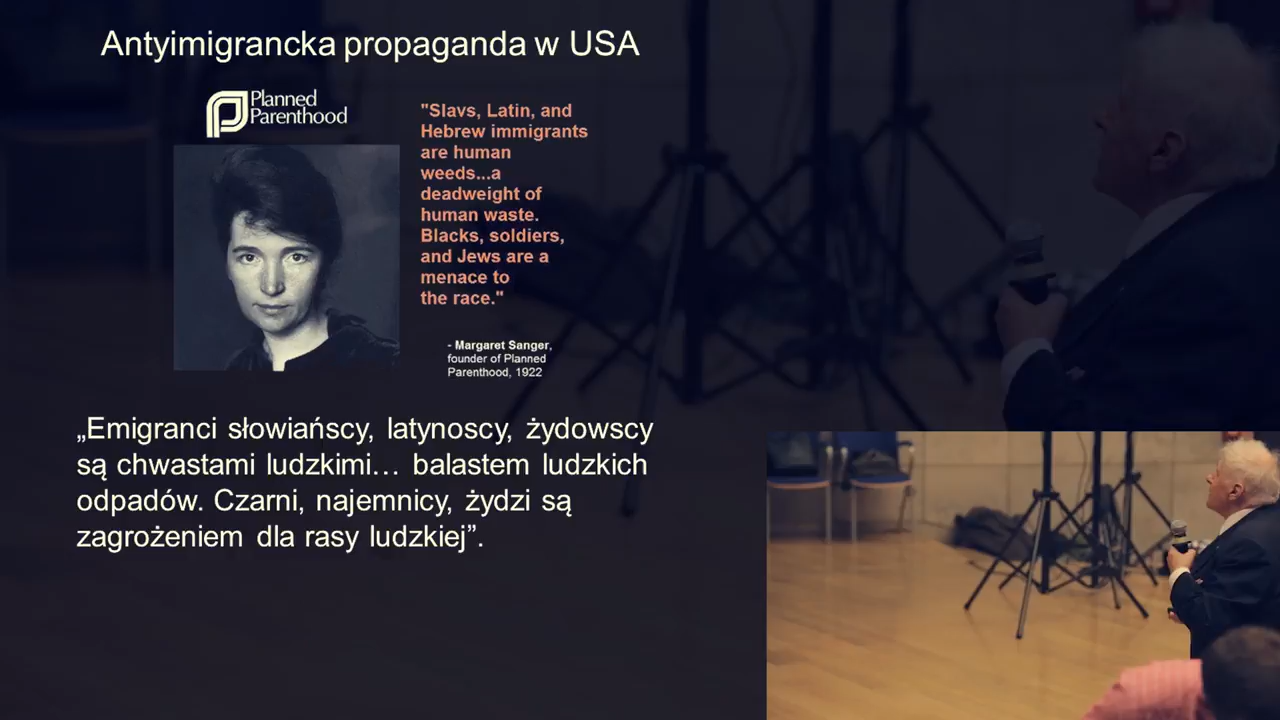 Antyimigrancka propaganda w USA
Planned
Parenthood
"Slavs, Latin, and
Hebrew immigrants
are human
weeds...a
deadweight of
human waste.
Blacks, soldiers,
and Jews are a
menace to
the race."
- Margaret Sanger,
founder of Planned
Parenthood, 1922
„Emigranci słowiańscy, latynoscy, żydowscy
są chwastami ludzkimi… balastem ludzkich
odpadów. Czarni, najemnicy, żydzi są
zagrożeniem dla rasy ludzkiej”.